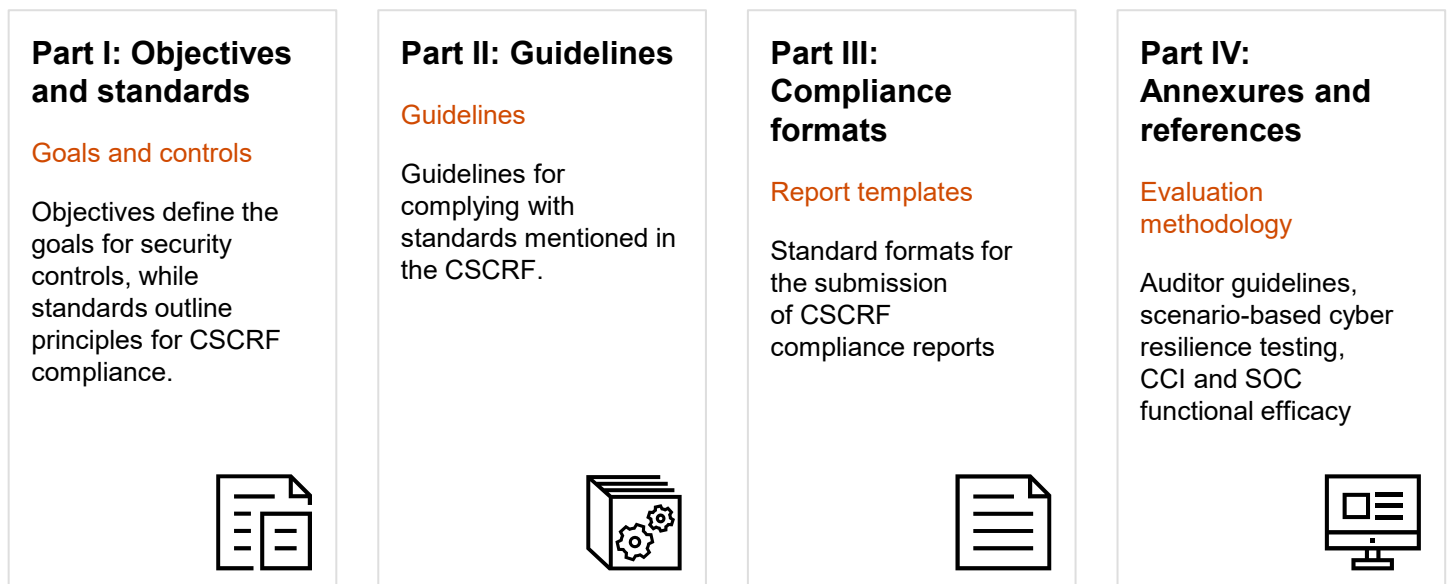 Part I: Objectives
and standards
Goals and controls
Objectives define the
goals for security
controls, while
standards outline
principles for CSCRF
compliance.
Part II: Guidelines
Guidelines
Guidelines for
complying with
standards mentioned in
the CSCRF.
Part III:
Compliance
formats
Report templates
Standard formats for
the submission
of CSCRF
compliance reports
Part IV:
Annexures and
references
Evaluation
methodology
Auditor guidelines,
scenario-based cyber
resilience testing,
CCI and SOC
functional efficacy